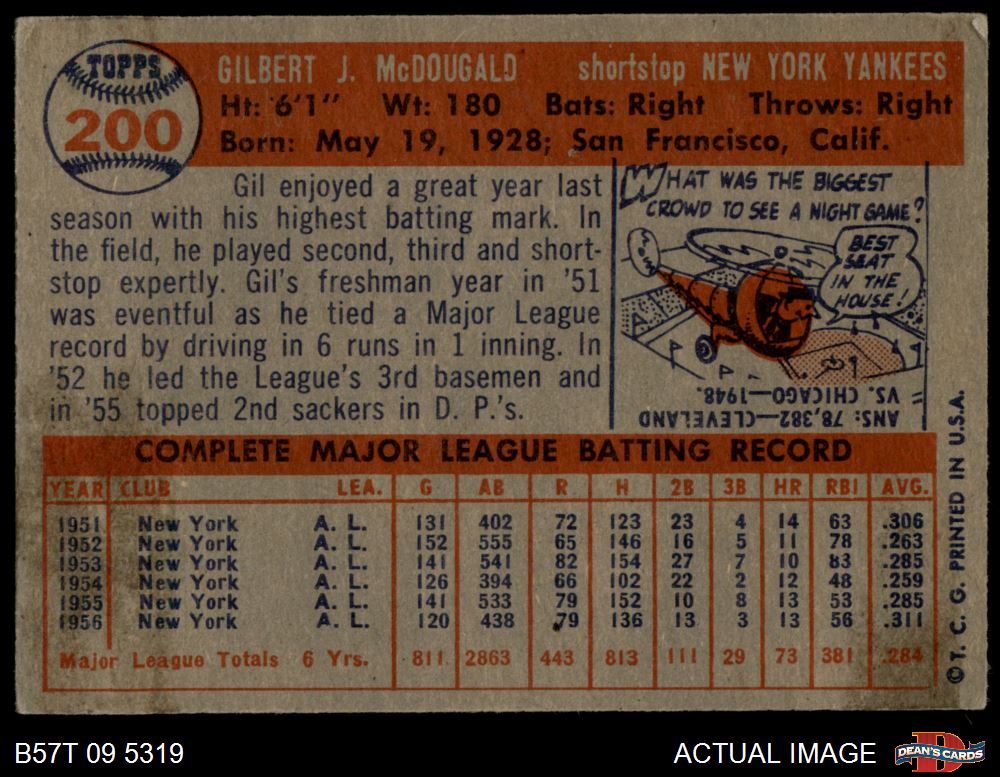 TOPPS
200
GILBERT J. McDOUGALD shortstop NEW YORK YANKEES
Ht: 6'1" Wt: 180 Bats: Right Throws: Right
Born: May 19, 1928; San Francisco, Calif.
Gil enjoyed a great year last
season with his highest batting mark. In
the field, he played second, third and short-
stop expertly. Gil's freshman year in '51
was eventful as he tied a Major League
record by driving in 6 runs in 1 inning. In
'52 he led the League's 3rd basemen and
in '55 topped 2nd sackers in D. P.'s.
WHAT WAS THE BIGGEST
CROWD TO SEE A NIGHT GAME?
BEST
SEAT
IN THE
HOUSE!
ANS: 78,382—CLEVELAND
VS. CHICAGO—1948.
COMPLETE MAJOR LEAGUE BATTING RECORD
YEAR CLUB LEA. G AB R H 2B 3B HR RBI AVG.
1951 New York A. L. 131 402 72 123 23 4 14 63 .306
1952 New York A. L. 152 555 65 146 16 5 11 78 .263
1953 New York A. L. 141 541 82 154 27 7 10 83 .285
1954 New York A. L. 126 394 66 102 22 2 12 48 .259
1955 New York A. L. 141 533 79 152 10 8 13 53 .285
1956 New York A. L. 120 438 79 136 13 3 13 56 .311
Major League Totals 6 Yrs. 811 2863 443 813 111 29 73 381 .284
©T. C. G. PRINTED IN U.S.A.
B57T 09 5319
ACTUAL IMAGE
DEAN'S CARDS